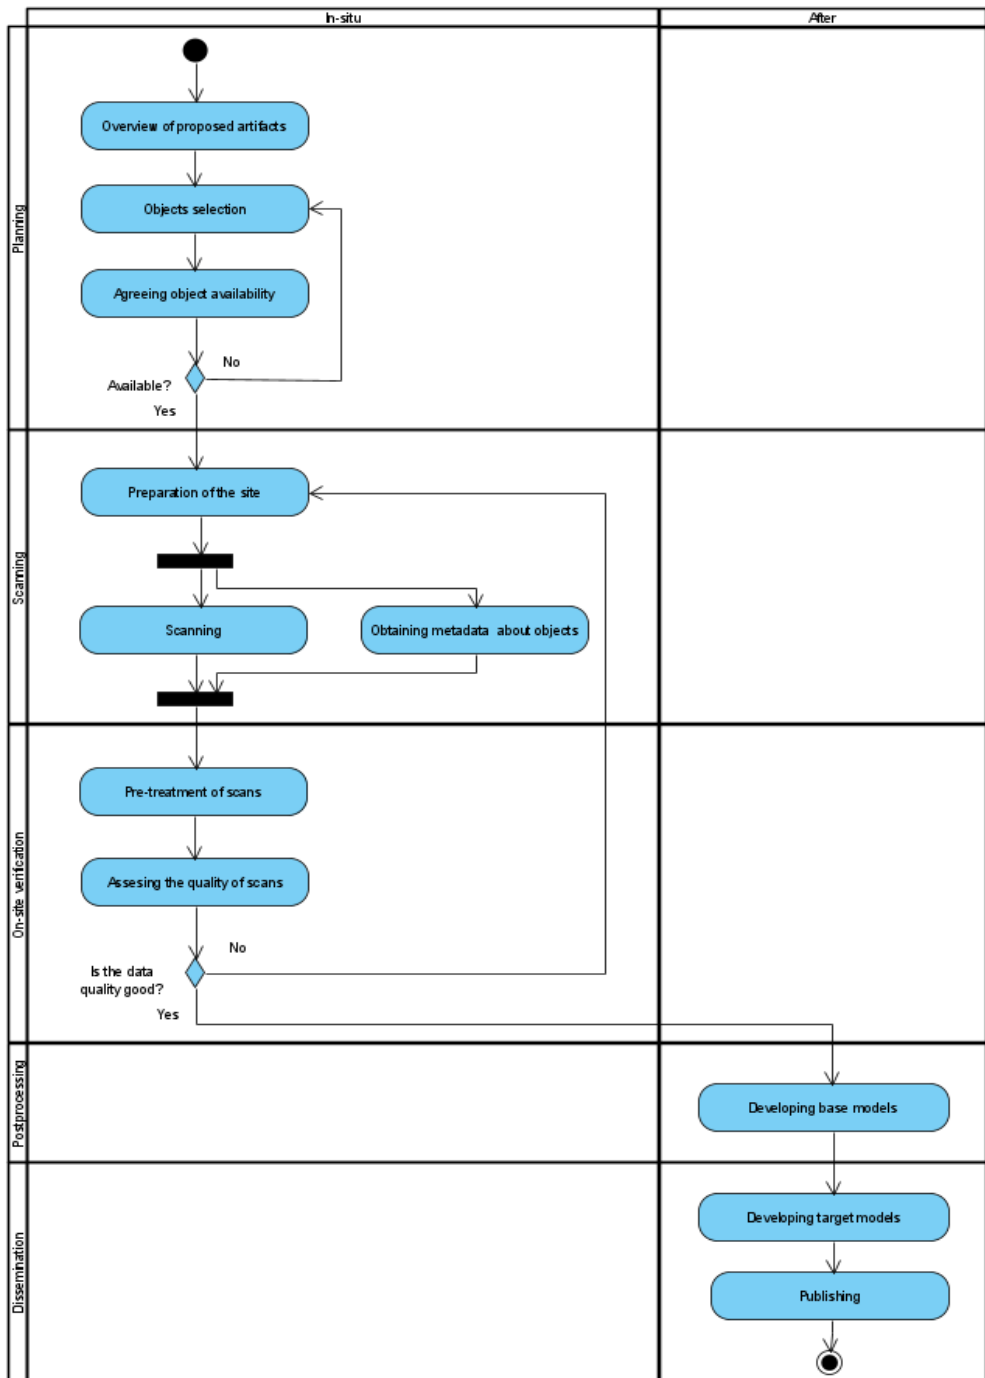 In-situ
After
Planning
Overview of proposed artifacts
Objects selection
Agreeing object availability
No
Available?
Yes
Scanning
Preparation of the site
Scanning
Obtaining metadata about objects
On-site verification
Pre-treatment of scans
Assesing the quality of scans
No
Is the data
quality good?
Yes
Postprocessing
Developing base models
Dissemination
Developing target models
Publishing